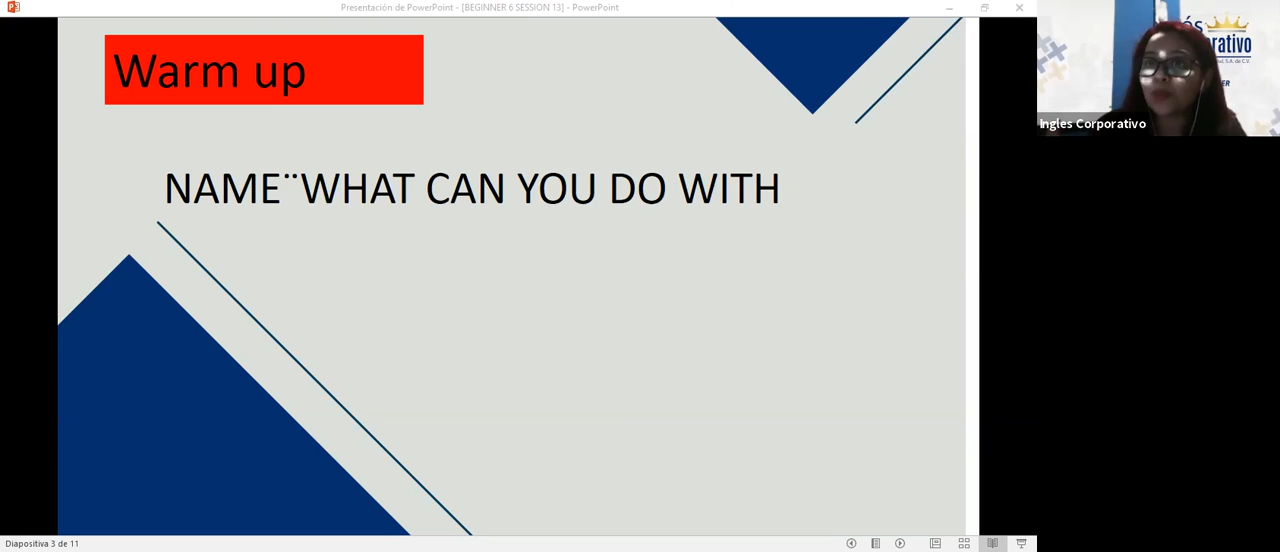 Presentación de PowerPoint - [BEGINNER 6 SESSION 13] - PowerPoint
Warm up
NAME¨WHAT CAN YOU DO WITH
Ingles Corporativo
Diapositiva 3 de 11